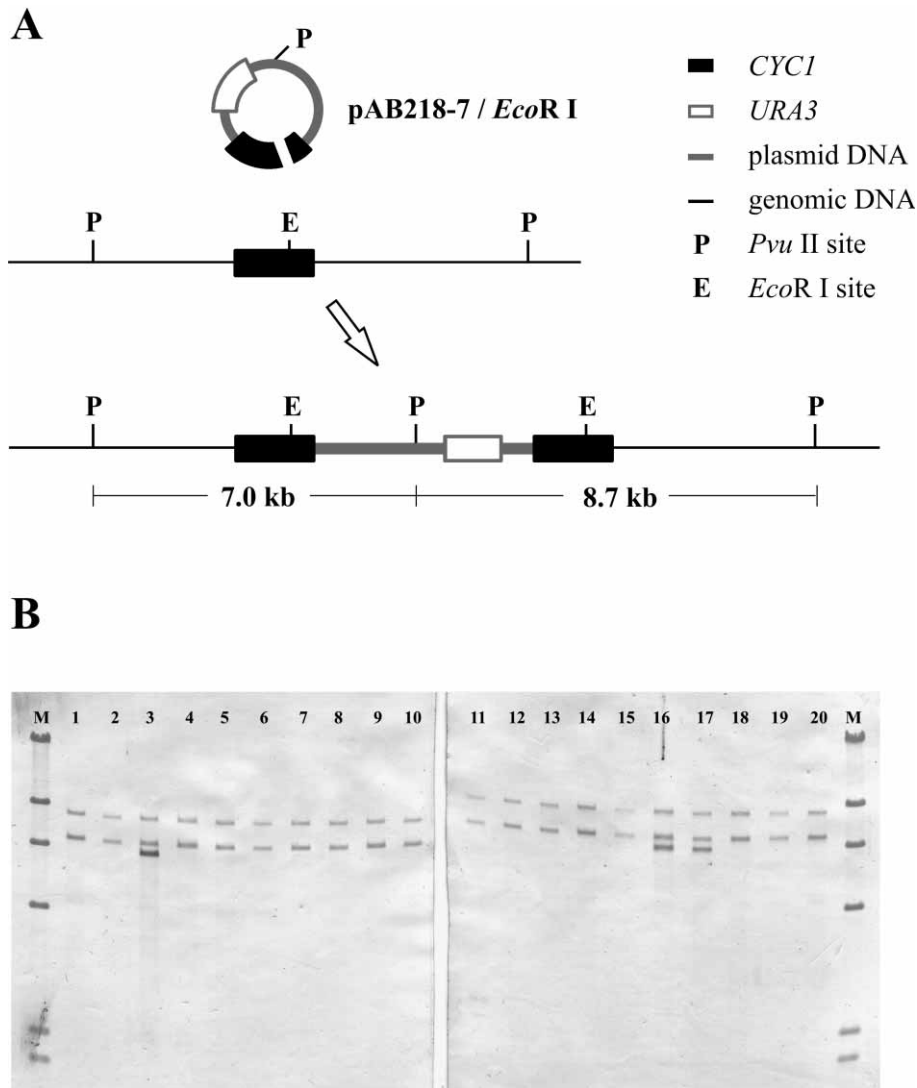 A
P
pAB218-7 / EcoR I
CYC1
URA3
plasmid DNA
genomic DNA
P Pvu II site
E EcoR I site
P E P
P E P E P
7.0 kb 8.7 kb
B
M 1 2 3 4 5 6 7 8 9 10 11 12 13 14 15 16 17 18 19 20 M